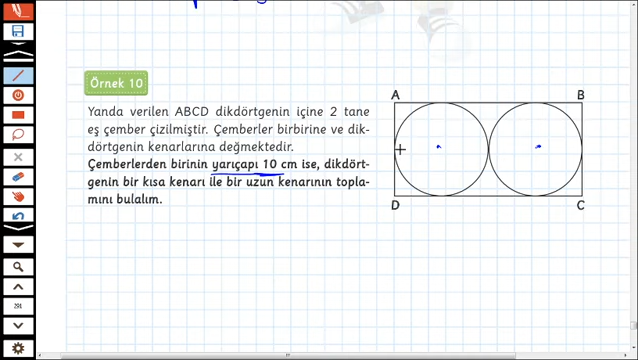 Örnek 10
Yanda verilen ABCD dikdörtgenin içine 2 tane
eş çember çizilmiştir. Çemberler birbirine ve dik-
dörtgenin kenarlarına değmektedir.
Çemberlerden birinin yarıçapı 10 cm ise, dikdört-
genin bir kısa kenarı ile bir uzun kenarının topla-
mını bulalım.
A
B
D
C